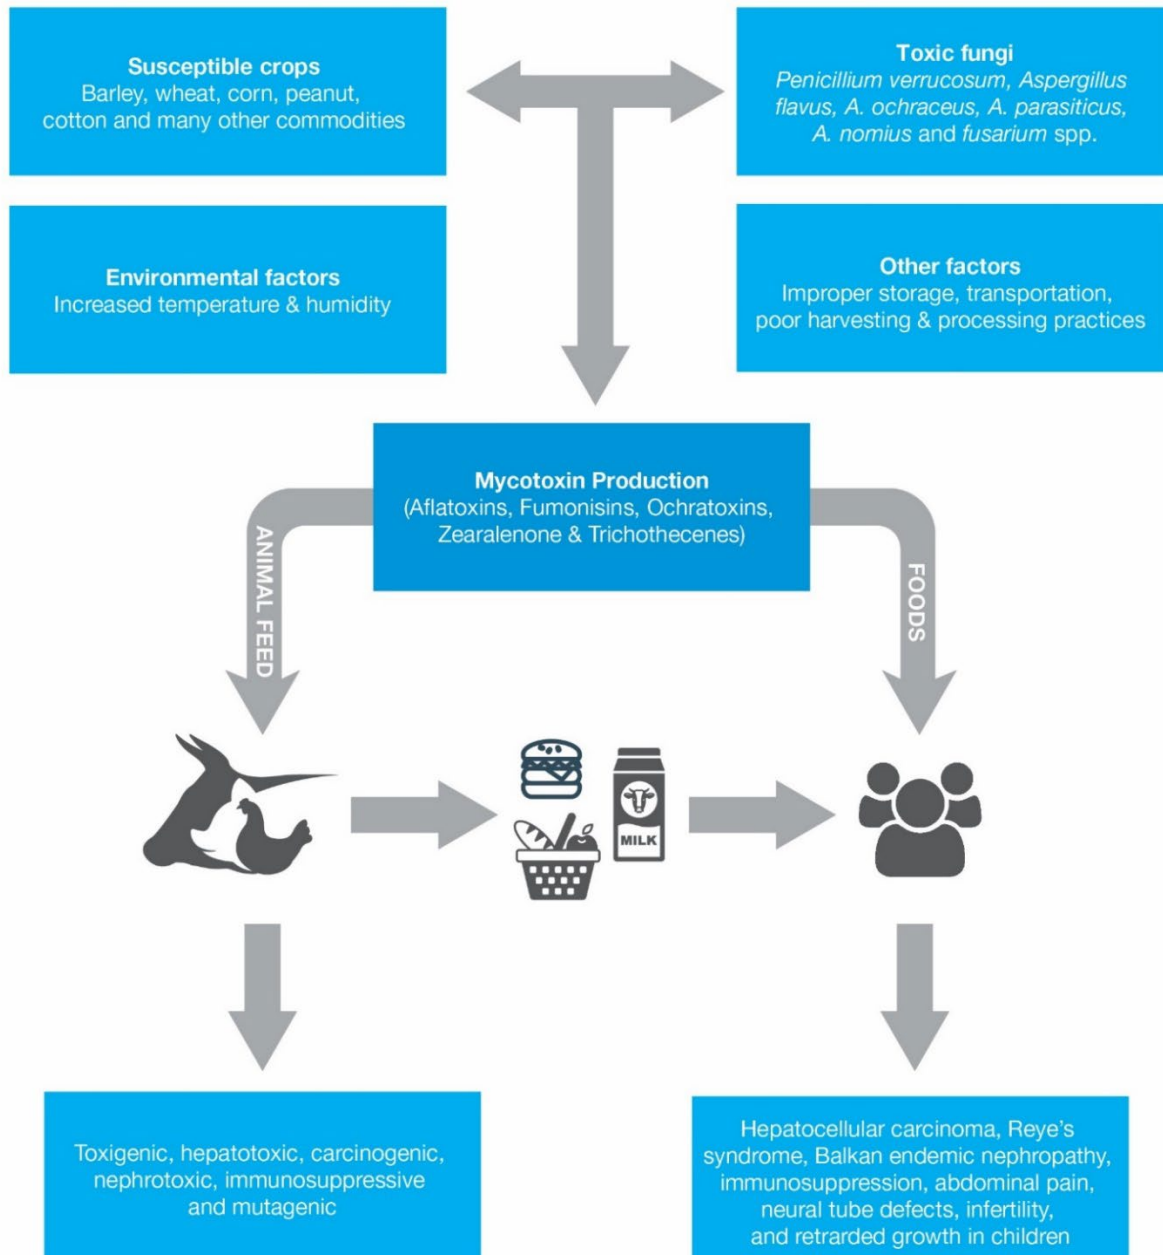 Susceptible crops
Barley, wheat, corn, peanut,
cotton and many other commodities
Toxic fungi
Penicillium verrucosum, Aspergillus
flavus, A. ochraceus, A. parasiticus,
A. nomius and fusarium spp.
Environmental factors
Increased temperature & humidity
Other factors
Improper storage, transportation,
poor harvesting & processing practices
Mycotoxin Production
(Aflatoxins, Fumonisins, Ochratoxins,
Zearalenone & Trichothecenes)
ANIMAL FEED
FOODS
MILK
Toxigenic, hepatotoxic, carcinogenic,
nephrotoxic, immunosuppressive
and mutagenic
Hepatocellular carcinoma, Reye’s
syndrome, Balkan endemic nephropathy,
immunosuppression, abdominal pain,
neural tube defects, infertility,
and retrarded growth in children